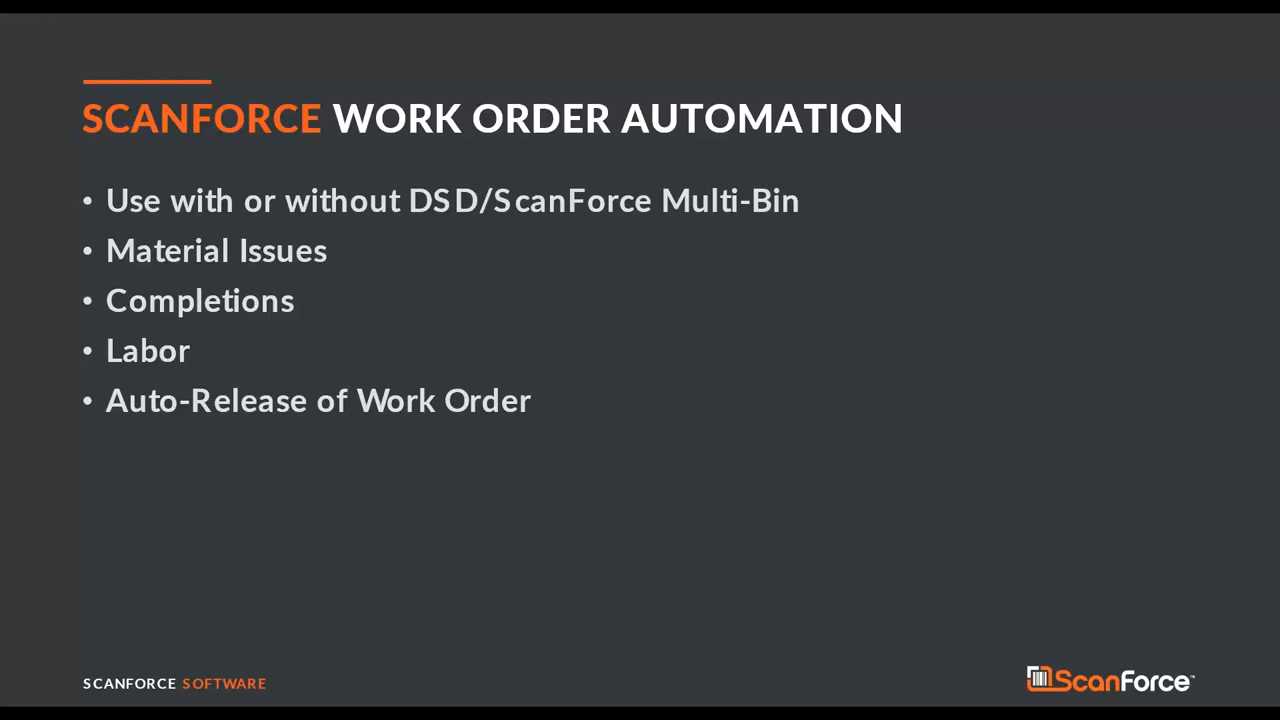 SCANFORCE WORK ORDER AUTOMATION
• Use with or without DSD/ScanForce Multi-Bin
• Material Issues
• Completions
• Labor
• Auto-Release of Work Order
SCANFORCE SOFTWARE
ScanForce™